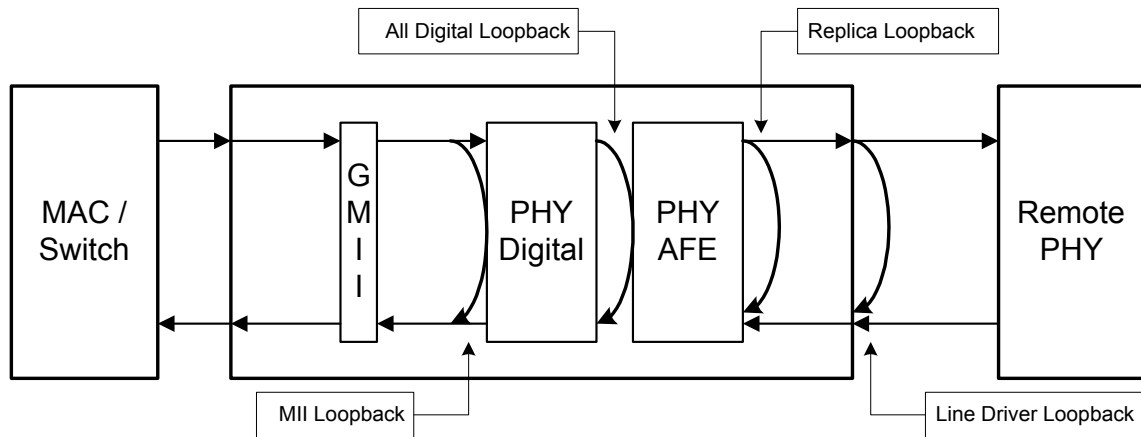 All Digital Loopback
Replica Loopback
MAC /
Switch
G
M
I
I
PHY
Digital
PHY
AFE
Remote
PHY
MII Loopback
Line Driver Loopback